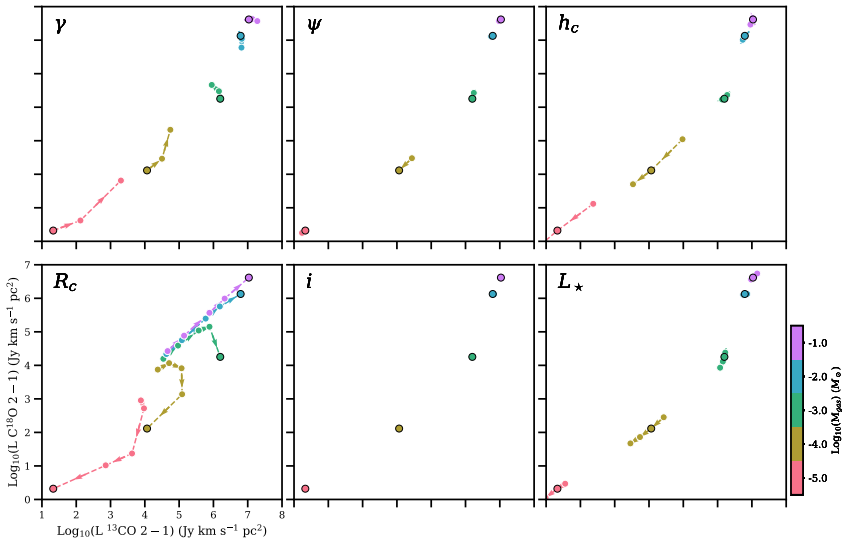 γ
ψ
h_c
R_c
i
L⋆
7
6
5
4
3
2
1
0
Log₁₀(L C¹⁸O 2−1) (Jy km s⁻¹ pc²)
1 2 3 4 5 6 7 8
Log₁₀(L ¹³CO 2−1) (Jy km s⁻¹ pc²)
-1.0
-2.0
-3.0
-4.0
-5.0
Log₁₀(M_gas) (M⊙)